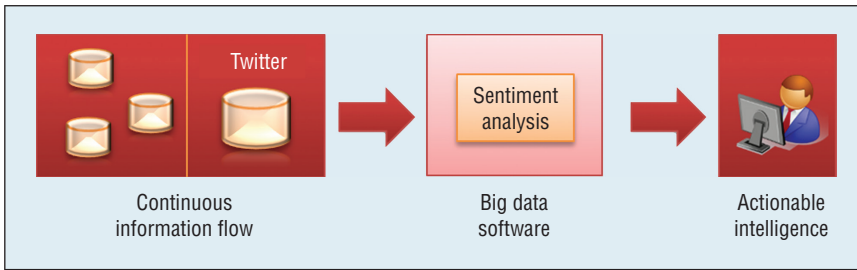 Twitter
Sentiment
analysis
Continuous
information flow
Big data
software
Actionable
intelligence